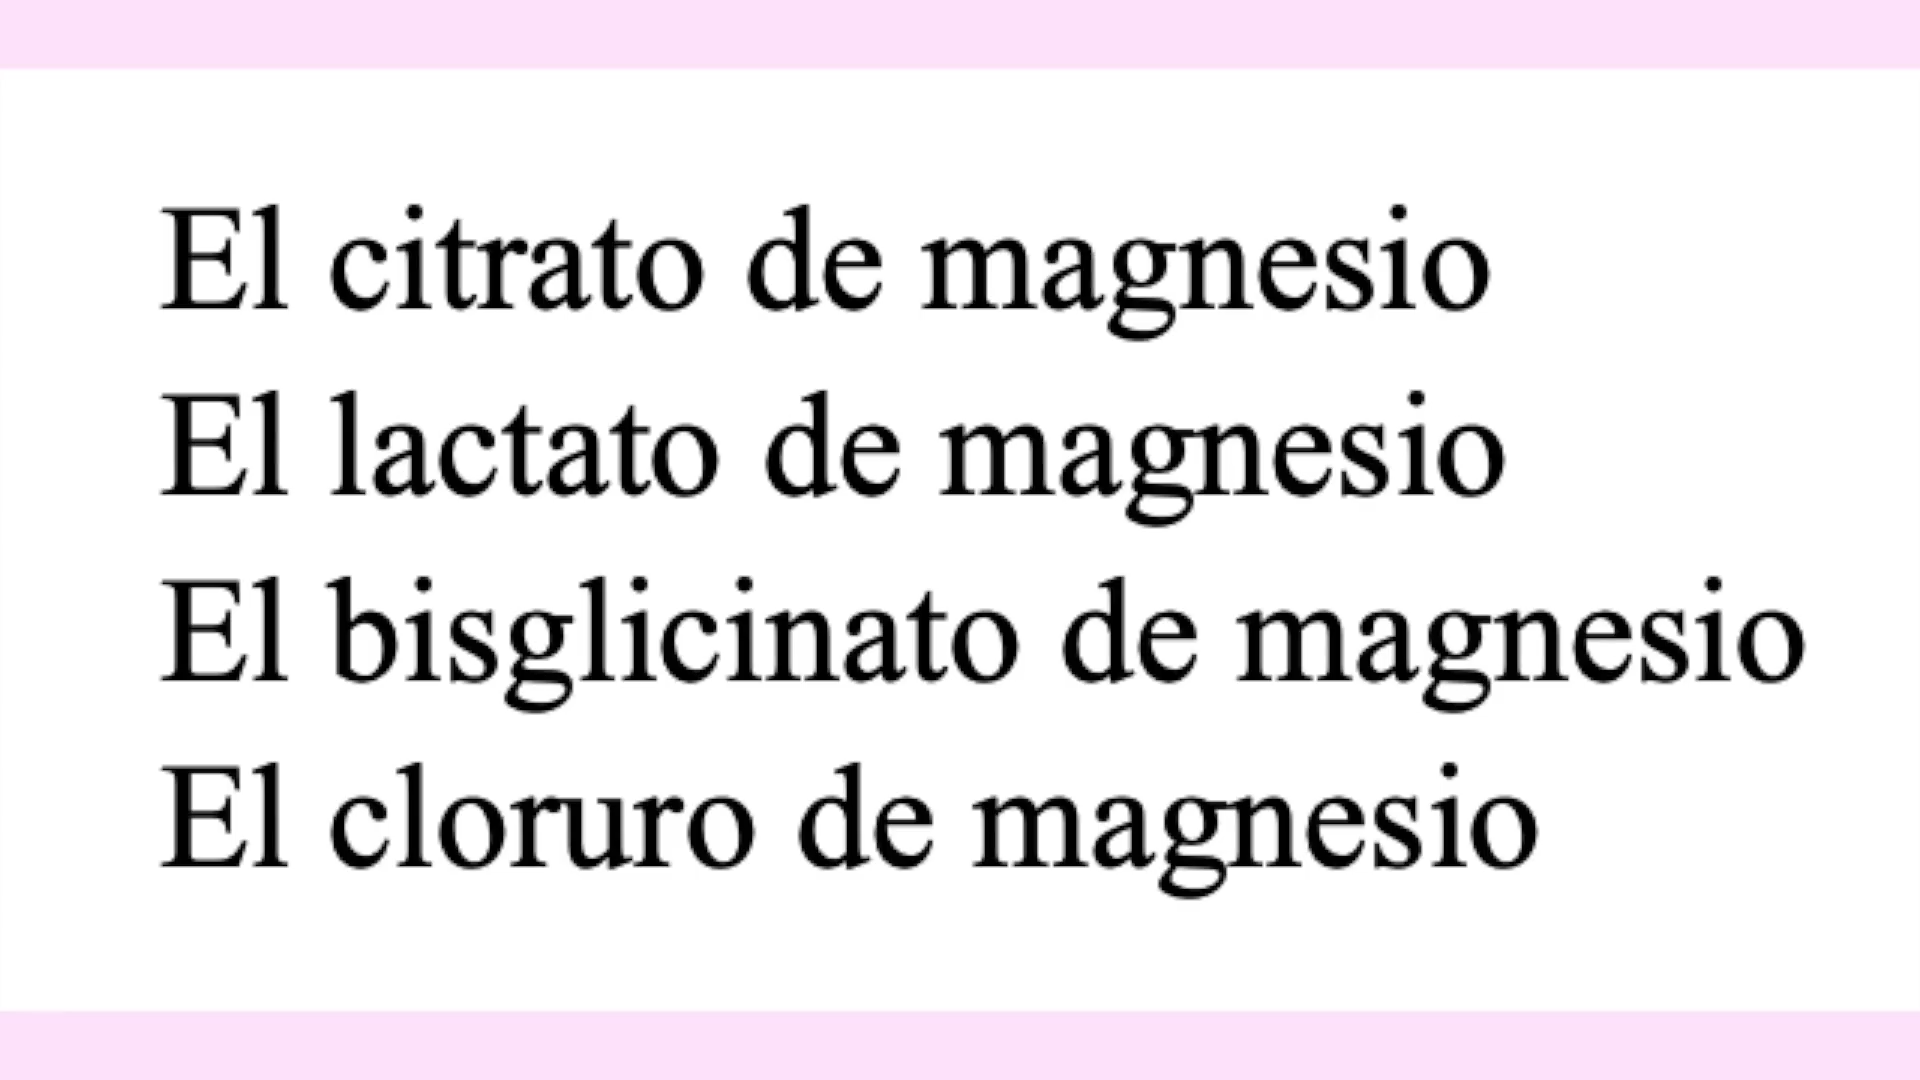 El citrato de magnesio
El lactato de magnesio
El bisglicinato de magnesio
El cloruro de magnesio